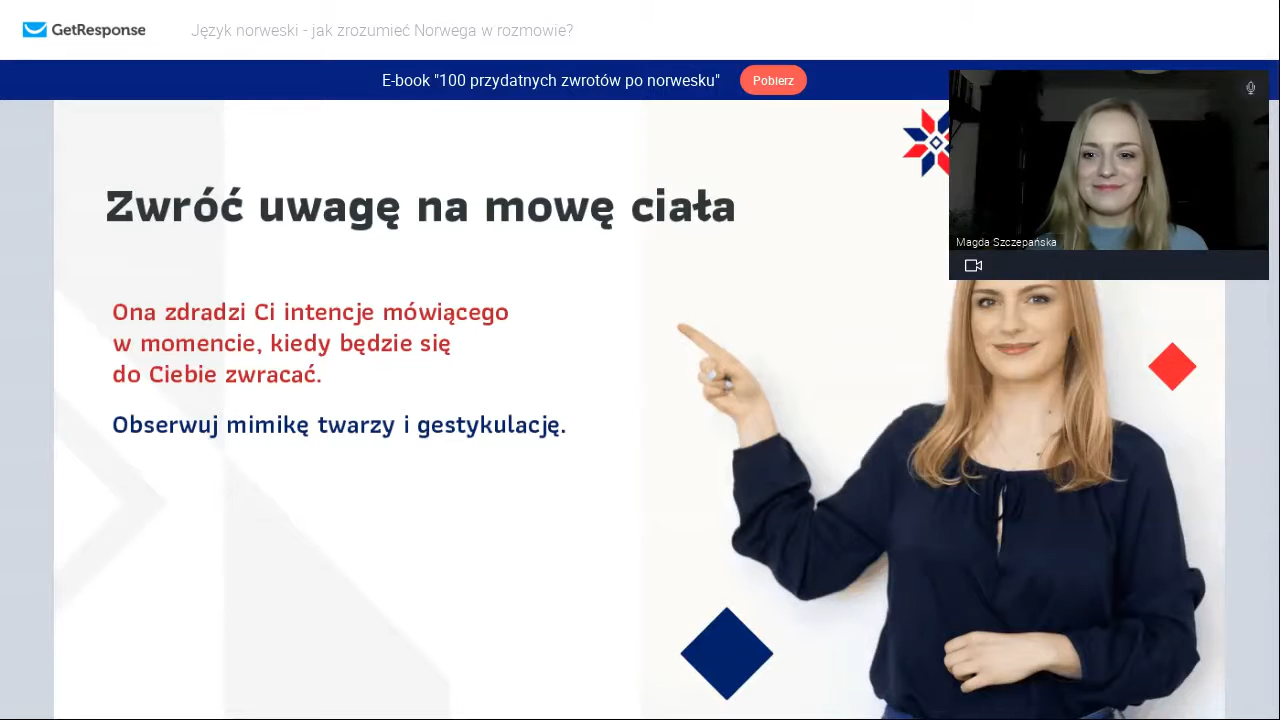 GetResponse
Język norweski - jak zrozumieć Norwega w rozmowie?
E-book "100 przydatnych zwrotów po norwesku"
Pobierz
Magda Szczepańska
Zwróć uwagę na mowę ciała
Ona zdradzi Ci intencje mówiącego
w momencie, kiedy będzie się
do Ciebie zwracać.
Obserwuj mimikę twarzy i gestykulację.